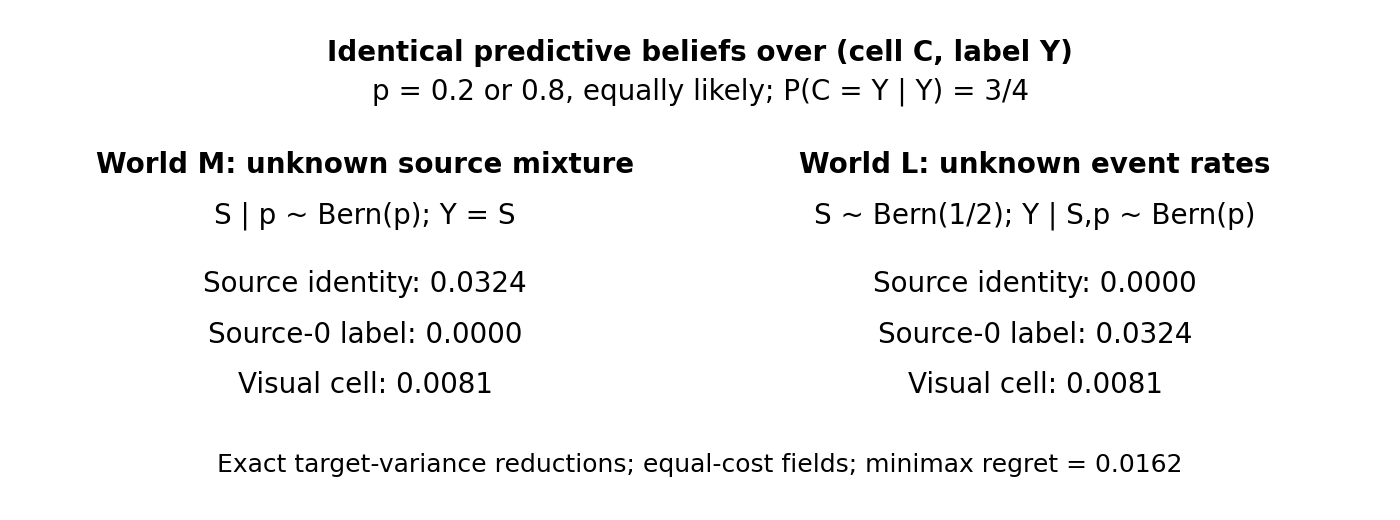 Identical predictive beliefs over (cell C, label Y)
p = 0.2 or 0.8, equally likely; P(C = Y | Y) = 3/4
World M: unknown source mixture
S | p ~ Bern(p); Y = S
Source identity: 0.0324
Source-0 label: 0.0000
Visual cell: 0.0081
World L: unknown event rates
S ~ Bern(1/2); Y | S,p ~ Bern(p)
Source identity: 0.0000
Source-0 label: 0.0324
Visual cell: 0.0081
Exact target-variance reductions; equal-cost fields; minimax regret = 0.0162